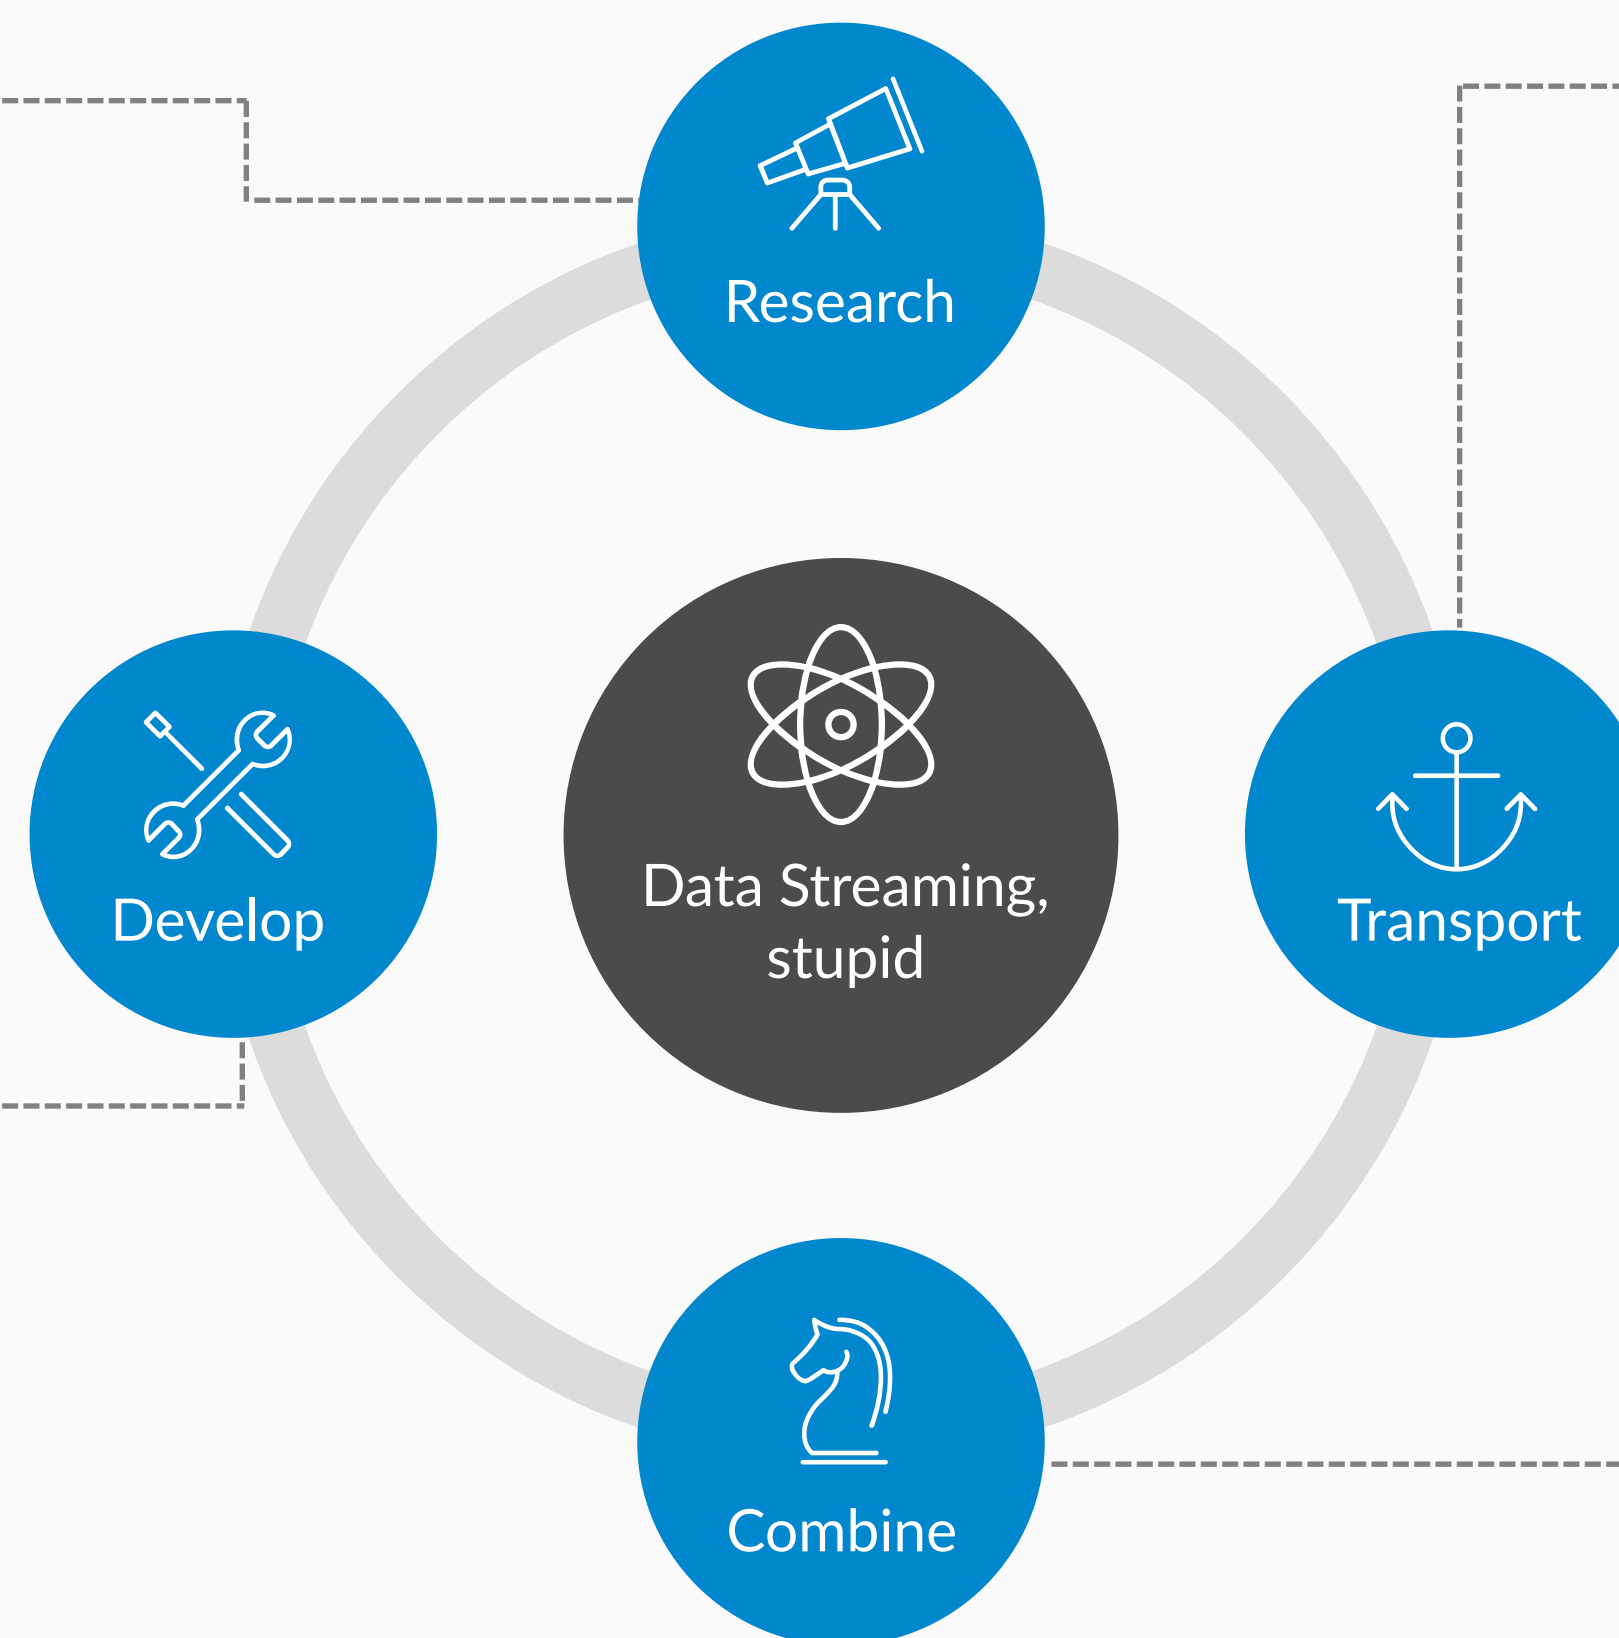 Research
Develop
Data Streaming,
stupid
Transport
Combine